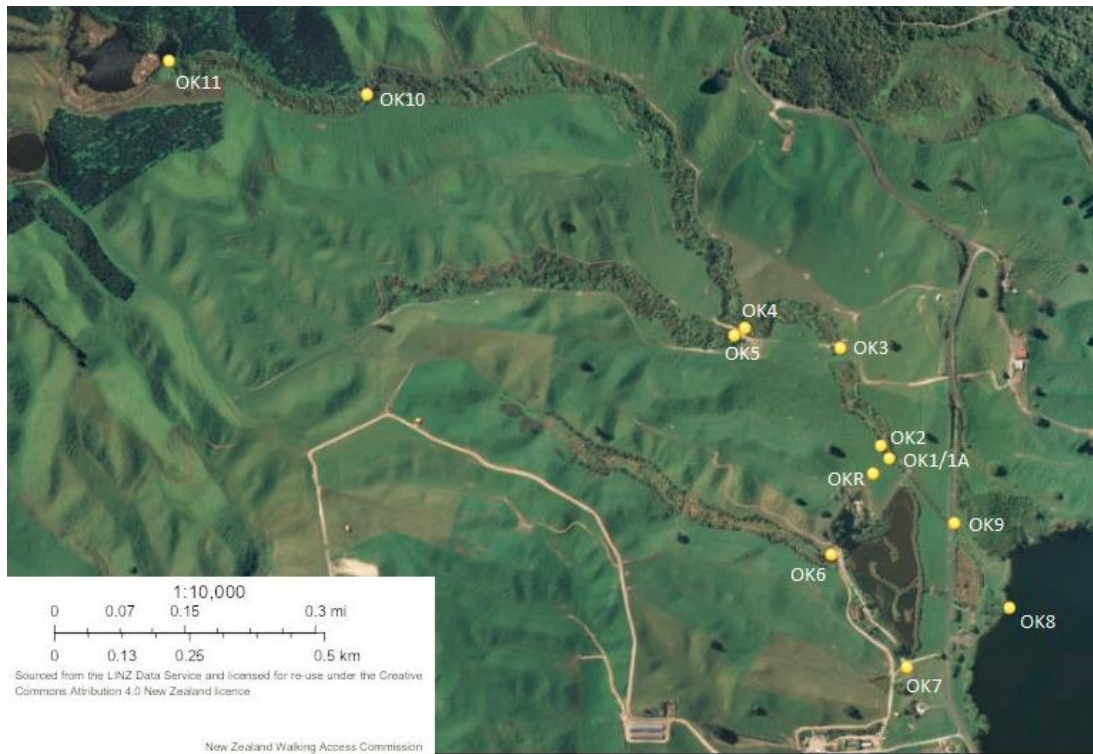 OK11
OK10
OK4
OK5
OK3
OK2
OK1/1A
OKR
OK9
OK6
OK8
OK7
1:10,000
0 0.07 0.15 0.3 mi
0 0.13 0.25 0.5 km
Sourced from the LINZ Data Service and licensed for re-use under the Creative
Commons Attribution 4.0 New Zealand licence
New Zealand Walking Access Commission